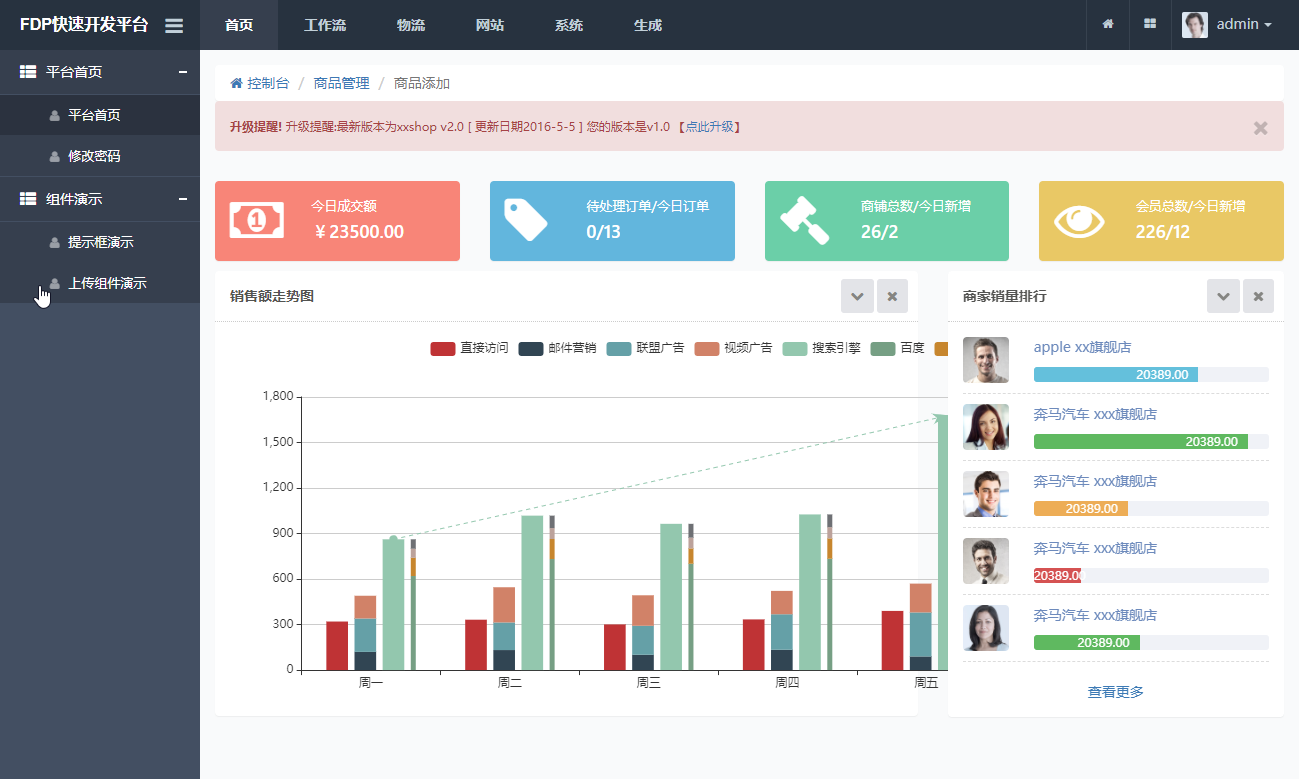 FDP快速开发平台 首页 工作流 物流 网站 系统 生成 admin
平台首页
平台首页
修改密码
组件演示
提示框演示
上传组件演示
控制台 / 商品管理 / 商品添加
升级提醒! 升级提醒:最新版本为xxshop v2.0 [ 更新日期2016-5-5 ] 您的版本是v1.0 【点此升级】
今日成交额
¥ 23500.00
待处理订单/今日订单
0/13
商铺总数/今日新增
26/2
会员总数/今日新增
226/12
销售额走势图
直接访问 邮件营销 联盟广告 视频广告 搜索引擎 百度
1,800
1,500
1,200
900
600
300
0
周一 周二 周三 周四 周五
商家销量排行
apple xx旗舰店
20389.00
奔马汽车 xxx旗舰店
20389.00
奔马汽车 xxx旗舰店
20389.00
奔马汽车 xxx旗舰店
20389.00
奔马汽车 xxx旗舰店
20389.00
查看更多